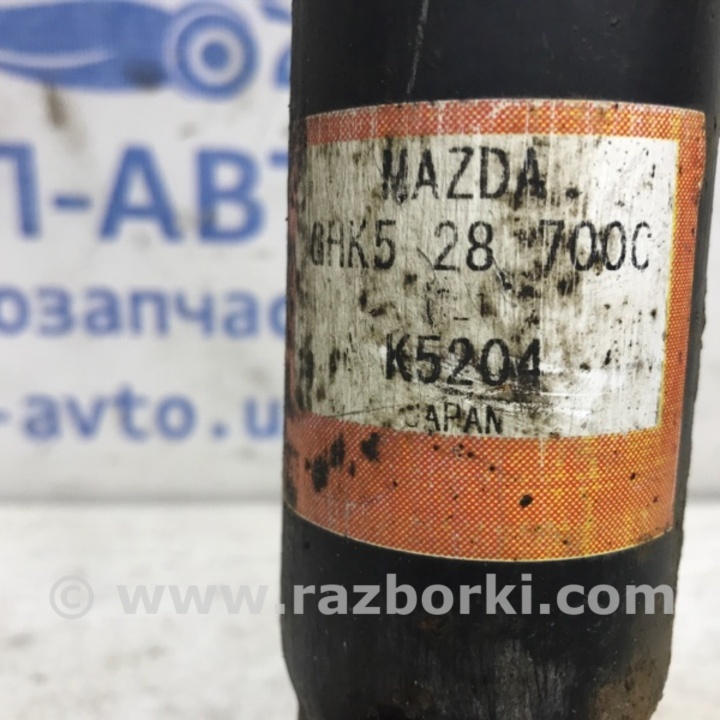 П-АВТ
озапчас
-avto.u
MAZDA
GHK5 28 700C
K5204
JAPAN
© www.razborki.com